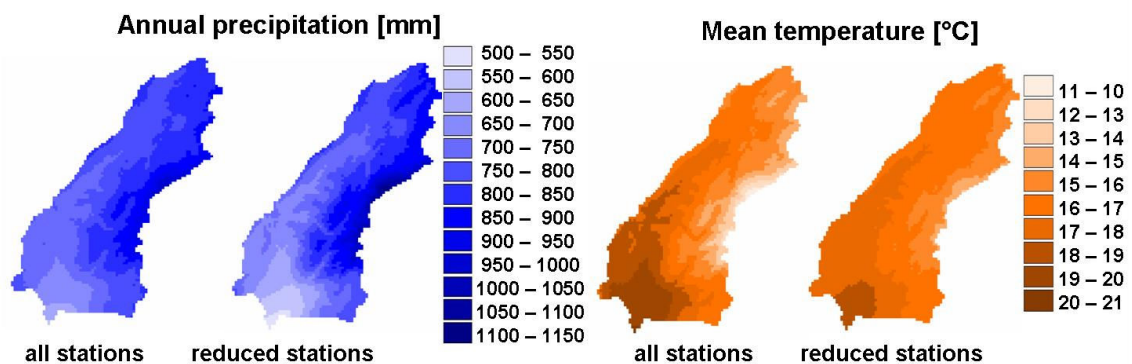 Annual precipitation [mm]
500 – 550
550 – 600
600 – 650
650 – 700
700 – 750
750 – 800
800 – 850
850 – 900
900 – 950
950 – 1000
1000 – 1050
1050 – 1100
1100 – 1150
all stations
reduced stations
Mean temperature [°C]
11 – 10
12 – 13
13 – 14
14 – 15
15 – 16
16 – 17
17 – 18
18 – 19
19 – 20
20 – 21
all stations
reduced stations